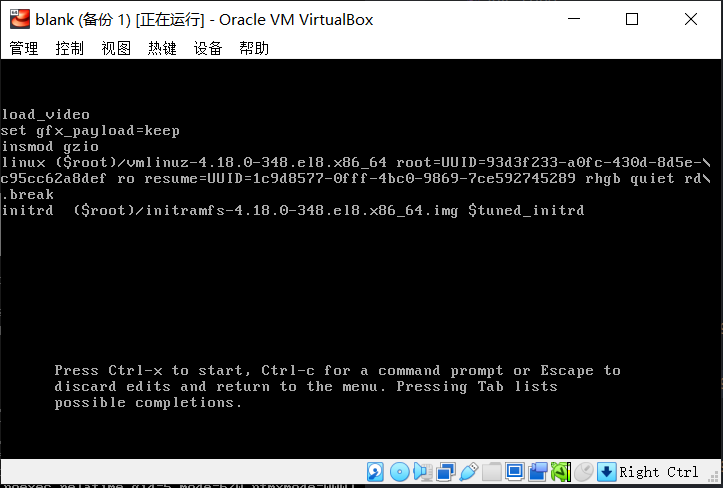 blank (备份 1) [正在运行] - Oracle VM VirtualBox
管理 控制 视图 热键 设备 帮助
load_video
set gfx_payload=keep
insmod gzio
linux ($root)/vmlinuz-4.18.0-348.el8.x86_64 root=UUID=93d3f233-a0fc-430d-8d5e-\
c95cc62a8def ro resume=UUID=1c9d8577-0fff-4bc0-9869-7ce592745289 rhgb quiet rd\
.break
initrd  ($root)/initramfs-4.18.0-348.el8.x86_64.img $tuned_initrd
Press Ctrl-x to start, Ctrl-c for a command prompt or Escape to
discard edits and return to the menu. Pressing Tab lists
possible completions.
Right Ctrl